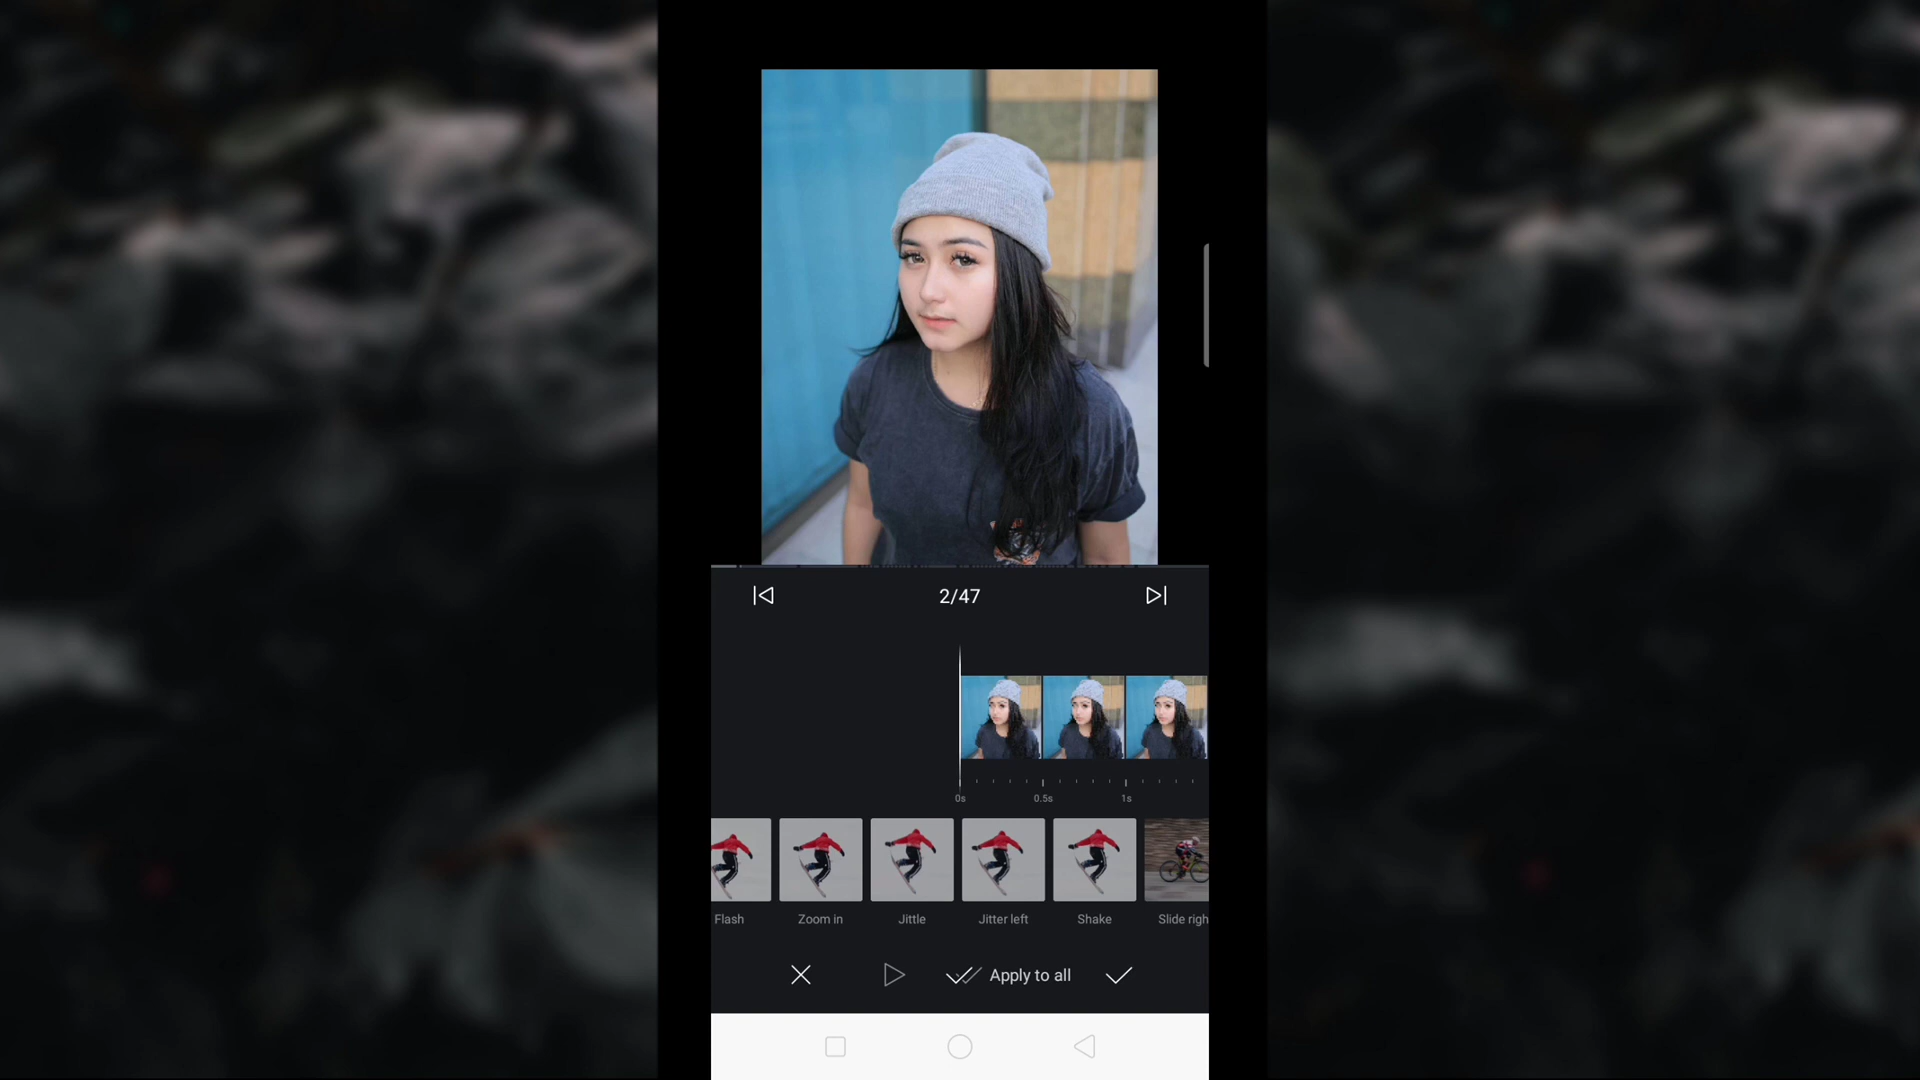 2/47
0s 0.5s 1s
Flash Zoom in Jittle Jitter left Shake Slide righ
Apply to all